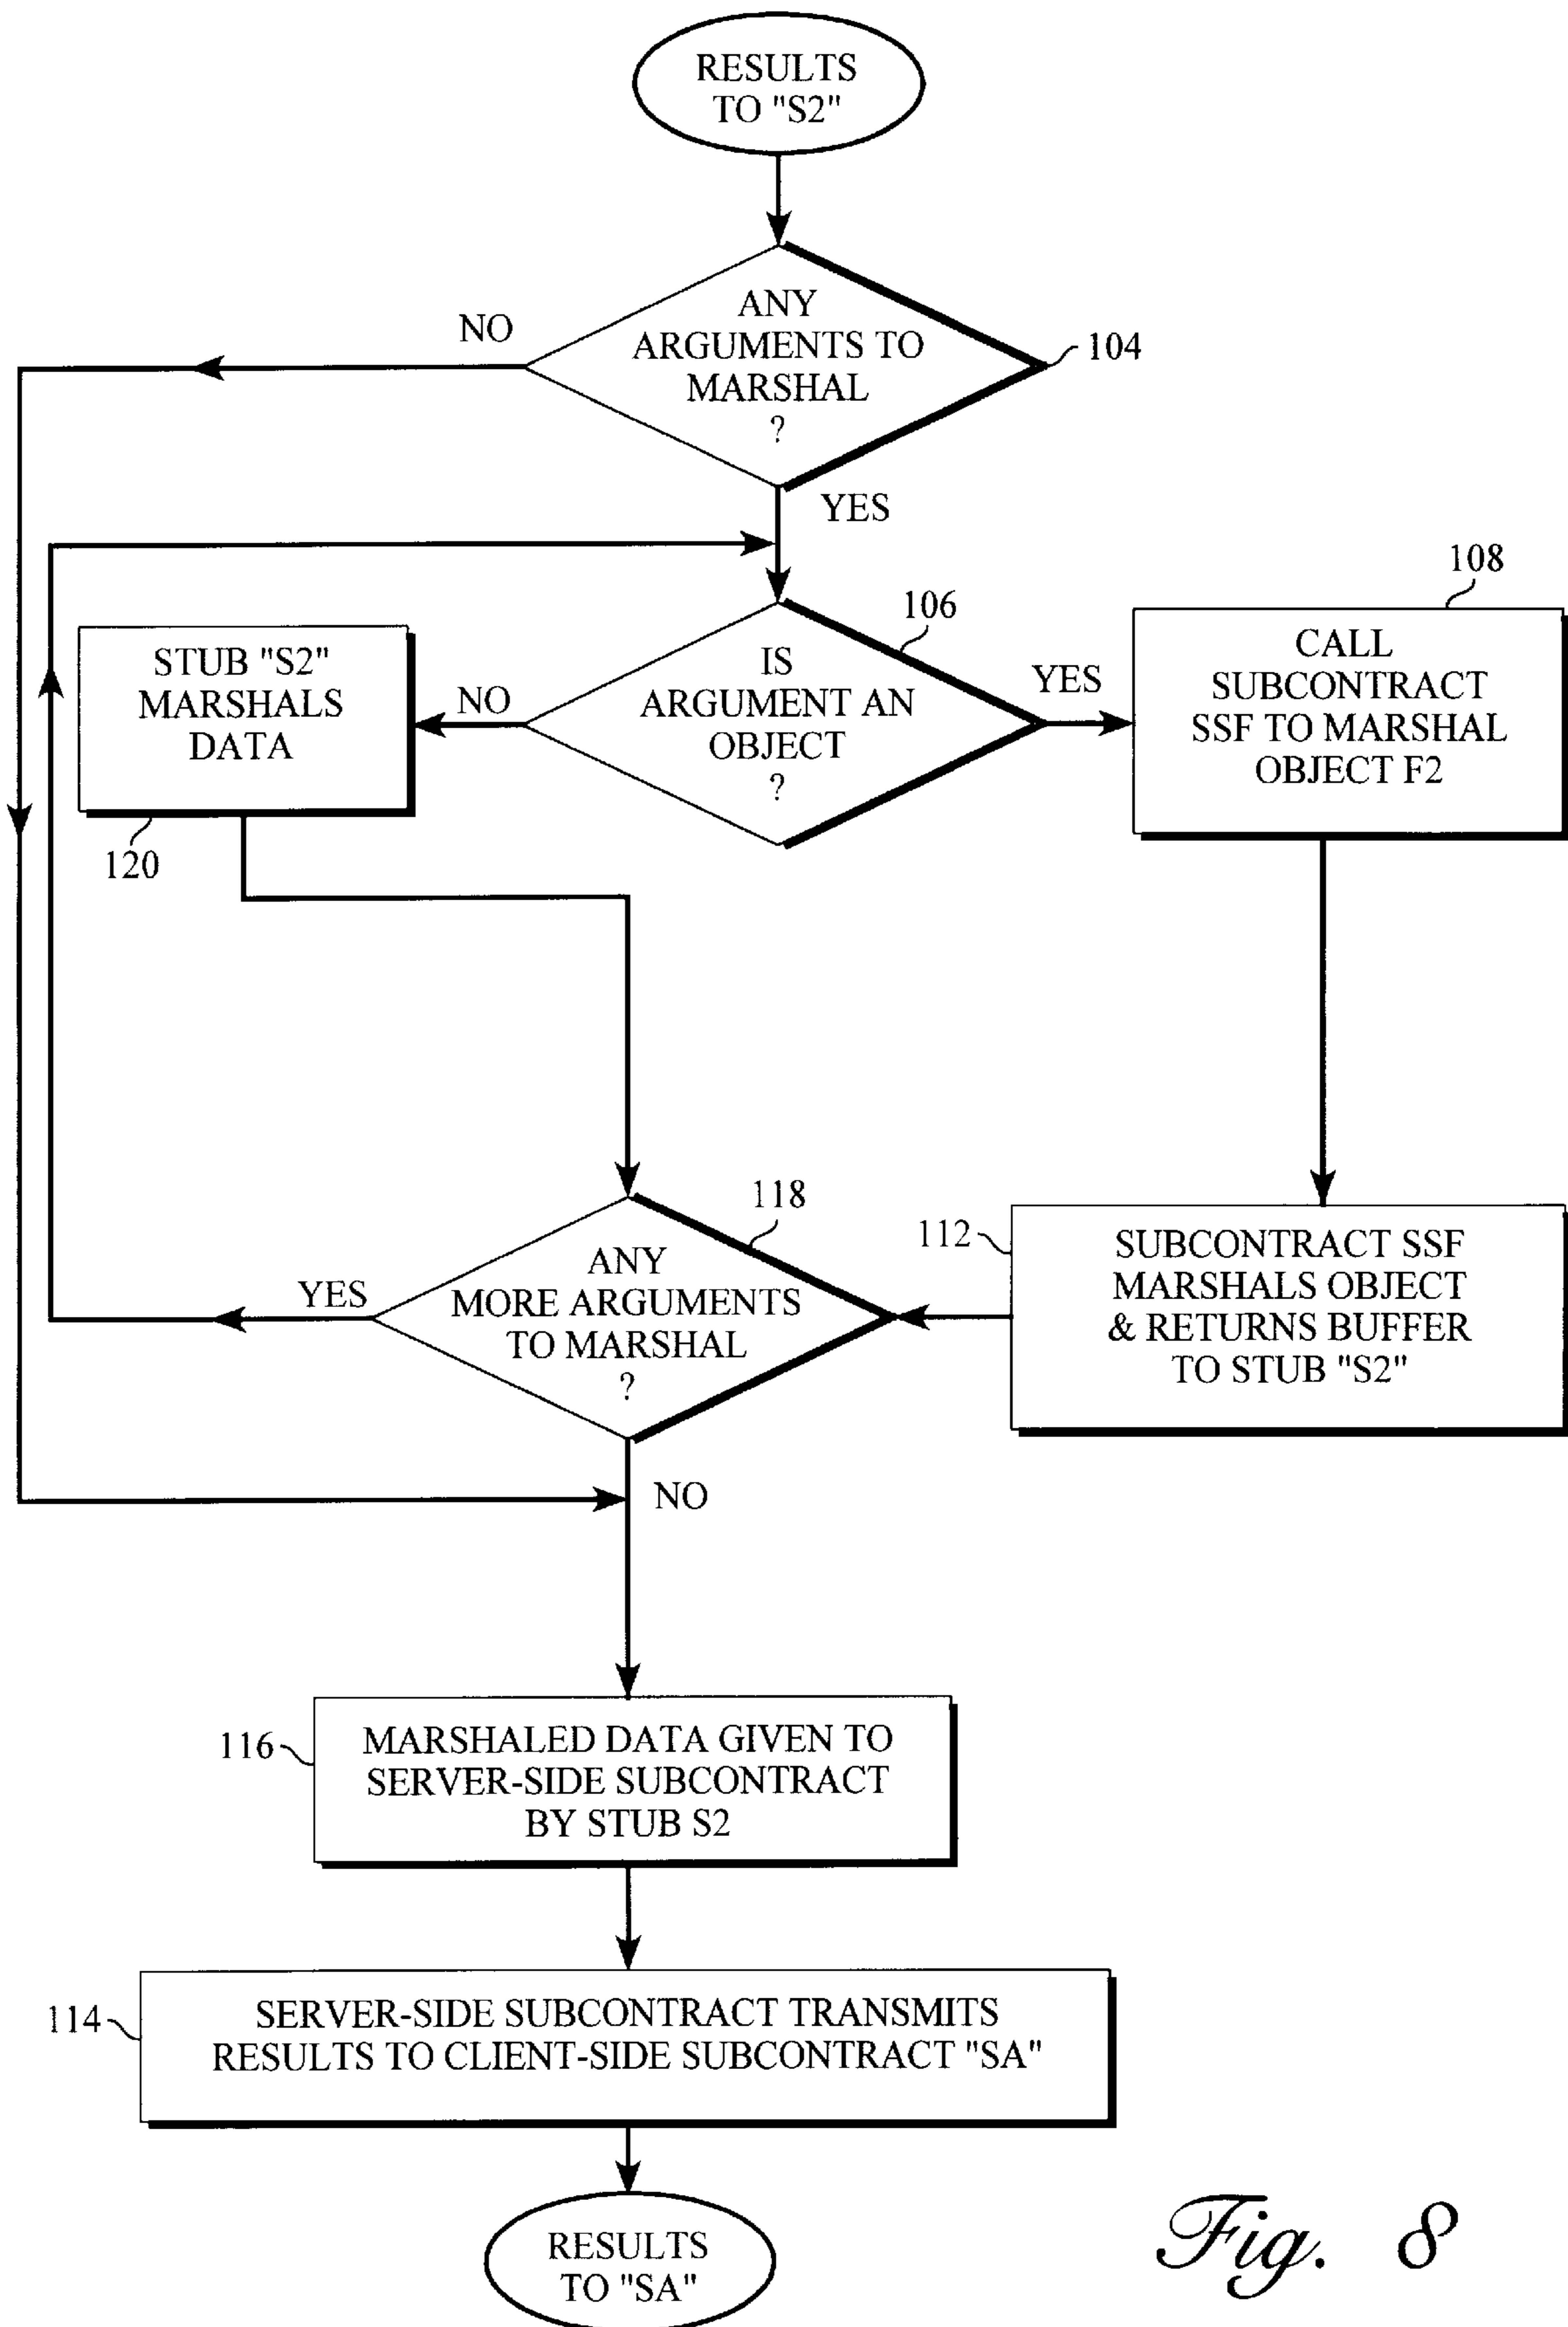 RESULTS
TO "S2"
ANY
ARGUMENTS TO
MARSHAL
?
104
NO
YES
106
IS
ARGUMENT AN
OBJECT
?
NO
YES
STUB "S2"
MARSHALS
DATA
120
108
CALL
SUBCONTRACT
SSF TO MARSHAL
OBJECT F2
118
ANY
MORE ARGUMENTS
TO MARSHAL
?
YES
NO
112
SUBCONTRACT SSF
MARSHALS OBJECT
& RETURNS BUFFER
TO STUB "S2"
116
MARSHALED DATA GIVEN TO
SERVER-SIDE SUBCONTRACT
BY STUB S2
114
SERVER-SIDE SUBCONTRACT TRANSMITS
RESULTS TO CLIENT-SIDE SUBCONTRACT "SA"
RESULTS
TO "SA"
Fig. 8